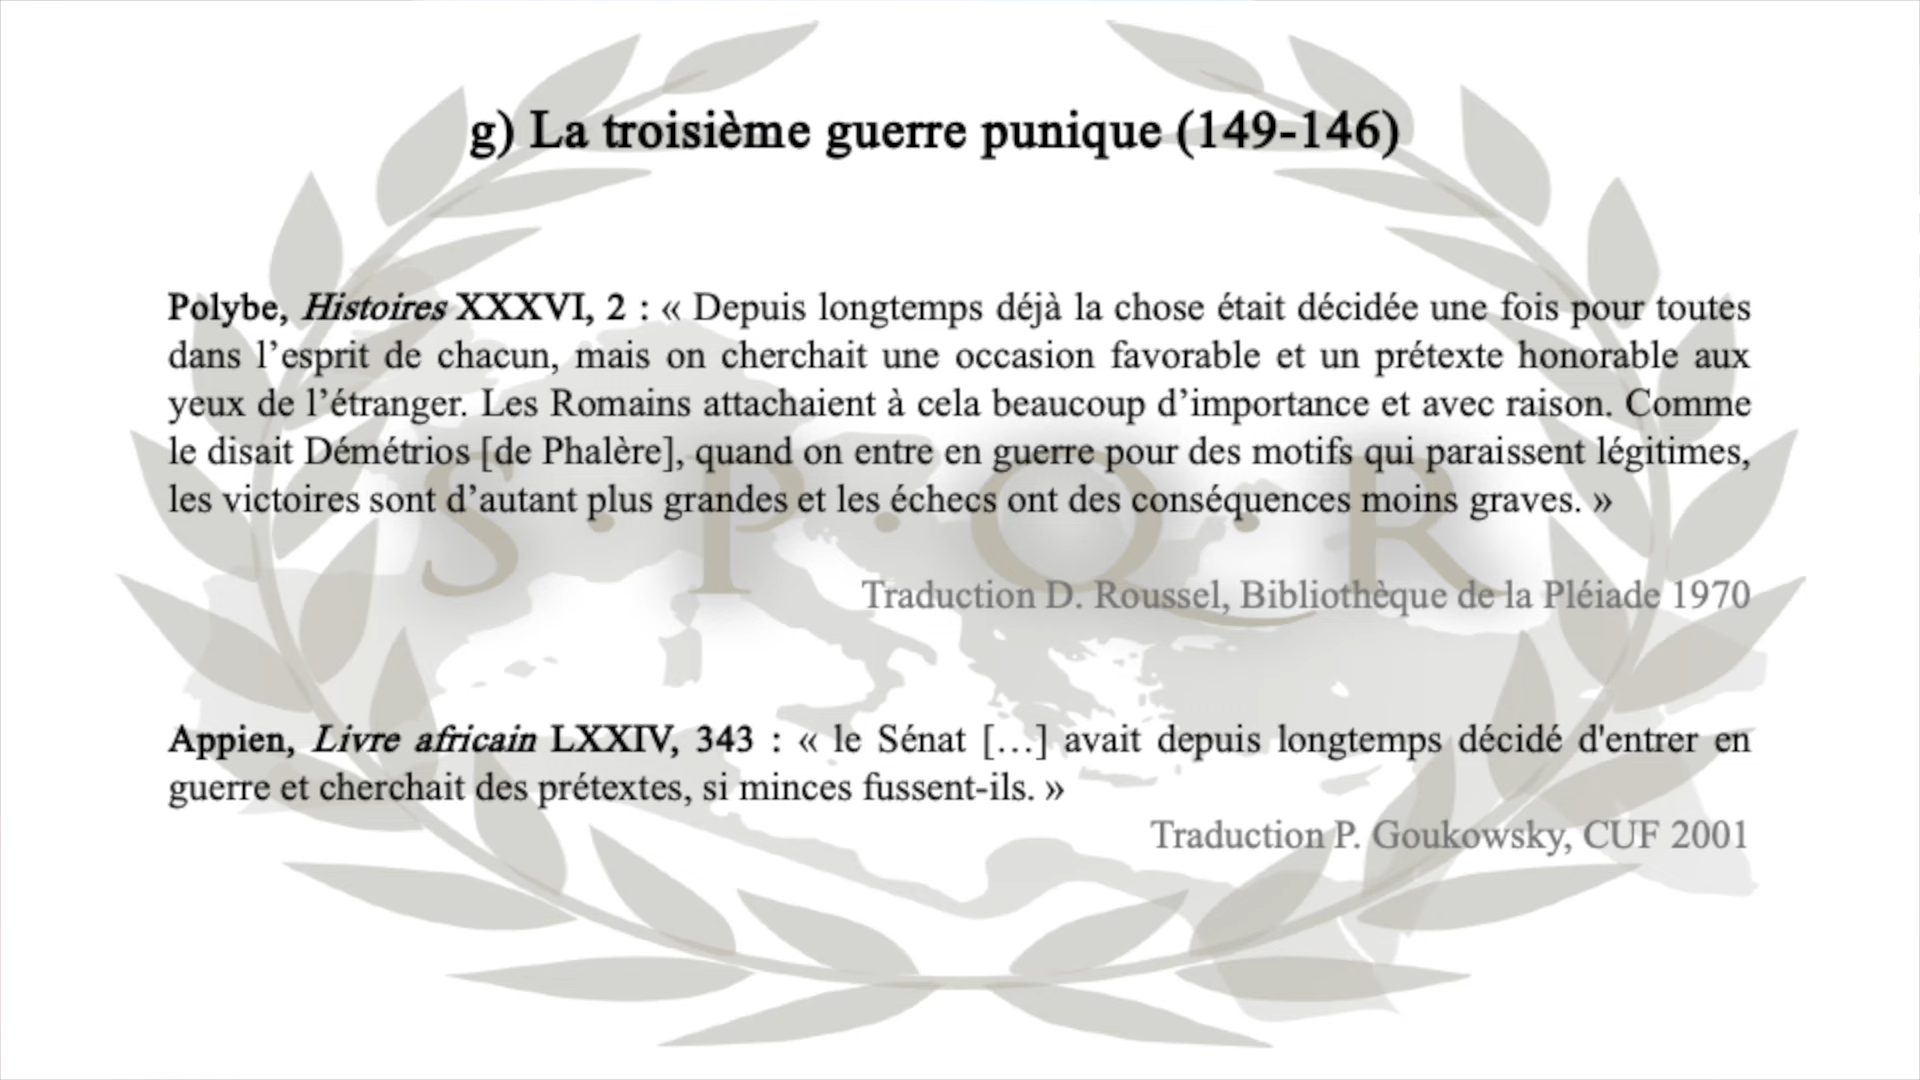 g) La troisième guerre punique (149-146)
Polybe, Histoires XXXVI, 2 : « Depuis longtemps déjà la chose était décidée une fois pour toutes
dans l’esprit de chacun, mais on cherchait une occasion favorable et un prétexte honorable aux
yeux de l’étranger. Les Romains attachaient à cela beaucoup d’importance et avec raison. Comme
le disait Démétrios [de Phalère], quand on entre en guerre pour des motifs qui paraissent légitimes,
les victoires sont d’autant plus grandes et les échecs ont des conséquences moins graves. »
S·P·Q·R
Traduction D. Roussel, Bibliothèque de la Pléiade 1970
Appien, Livre africain LXXIV, 343 : « le Sénat [...] avait depuis longtemps décidé d'entrer en
guerre et cherchait des prétextes, si minces fussent-ils. »
Traduction P. Goukowsky, CUF 2001